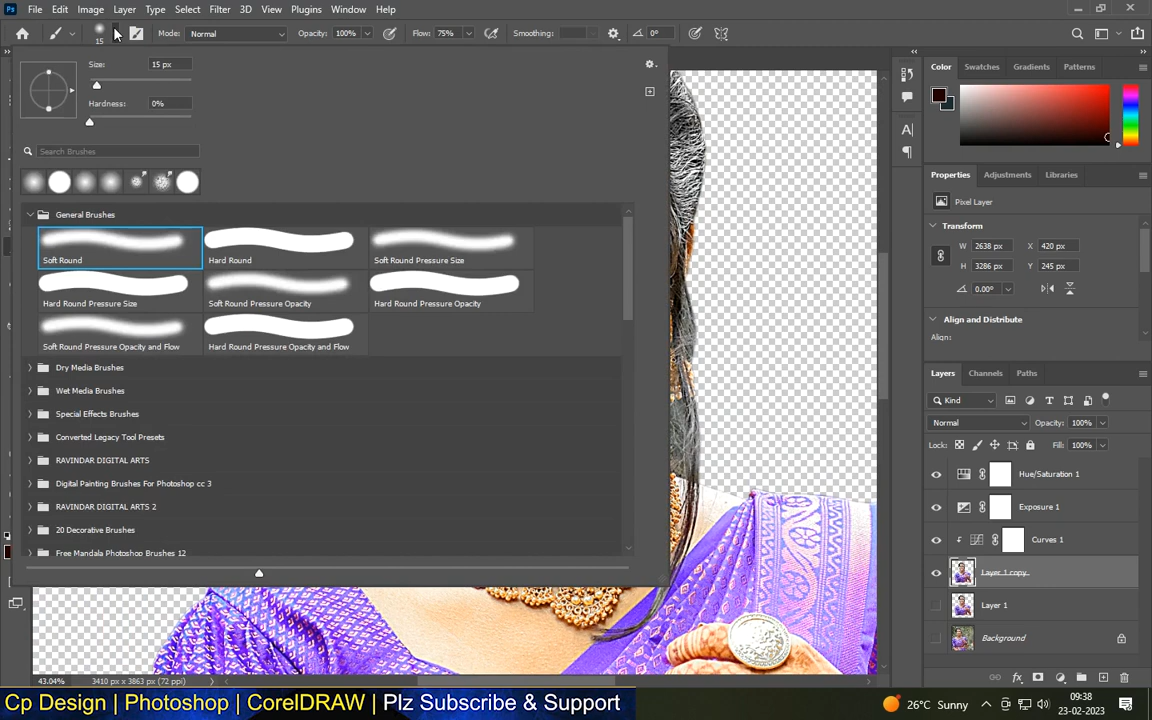 Ps File Edit Image Layer Type Select Filter 3D View Plugins Window Help
15 Mode: Normal Opacity: 100% Flow: 75% Smoothing: 0°
Size: 15 px
Hardness: 0%
Search Brushes
General Brushes
Soft Round Hard Round Soft Round Pressure Size
Hard Round Pressure Size Soft Round Pressure Opacity Hard Round Pressure Opacity
Soft Round Pressure Opacity and Flow Hard Round Pressure Opacity and Flow
Dry Media Brushes
Wet Media Brushes
Special Effects Brushes
Converted Legacy Tool Presets
RAVINDAR DIGITAL ARTS
Digital Painting Brushes For Photoshop cc 3
RAVINDAR DIGITAL ARTS 2
20 Decorative Brushes
Free Mandala Photoshop Brushes 12
Color Swatches Gradients Patterns
Properties Adjustments Libraries
Pixel Layer
Transform
W 2638 px X 420 px
H 3286 px Y 245 px
0.00°
Align and Distribute
Align:
Layers Channels Paths
Kind
Normal Opacity: 100%
Lock: Fill: 100%
Hue/Saturation 1
Exposure 1
Curves 1
Layer 1 copy
Layer 1
Background
fx
43.04% 3410 px x 3863 px (72 ppi)
Cp Design | Photoshop | CorelDRAW | Plz Subscribe & Support
26°C Sunny
09:38
23-02-2023